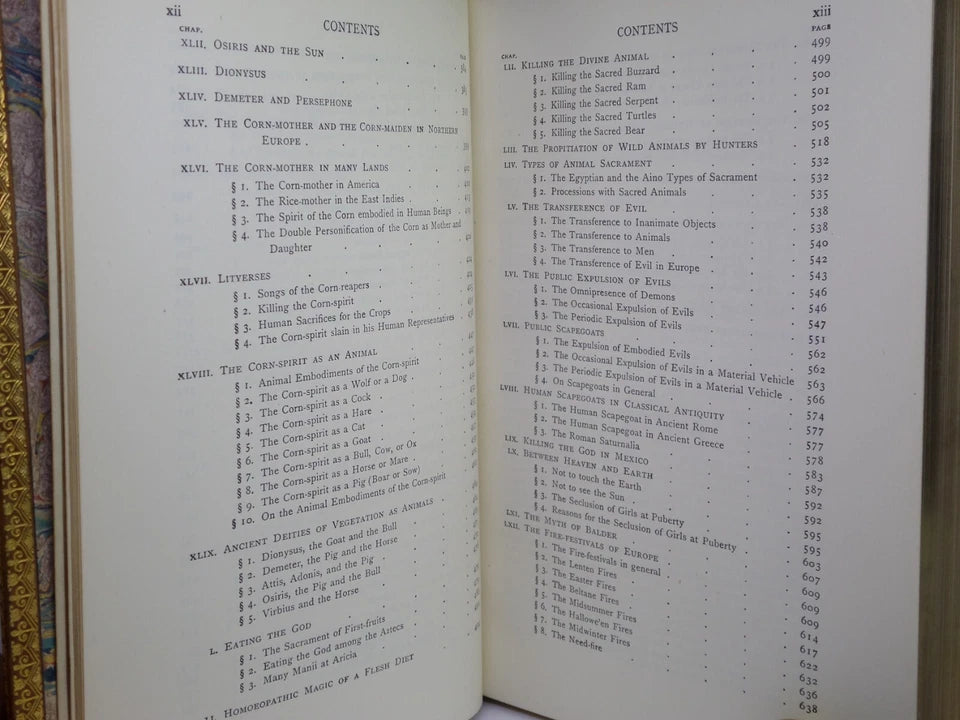 xii
CONTENTS
CHAP.
XLII. OSIRIS AND THE SUN
XLIII. DIONYSUS
XLIV. DEMETER AND PERSEPHONE
XLV. THE CORN-MOTHER AND THE CORN-MAIDEN IN NORTHERN
EUROPE
XLVI. THE CORN-MOTHER IN MANY LANDS
§ 1. The Corn-mother in America
§ 2. The Rice-mother in the East Indies
§ 3. The Spirit of the Corn embodied in Human Beings
§ 4. The Double Personification of the Corn as Mother and
Daughter
XLVII. LITYERSES
§ 1. Songs of the Corn-reapers
§ 2. Killing the Corn-spirit
§ 3. Human Sacrifices for the Crops
§ 4. The Corn-spirit slain in his Human Representatives
XLVIII. THE CORN-SPIRIT AS AN ANIMAL
§ 1. Animal Embodiments of the Corn-spirit
§ 2. The Corn-spirit as a Wolf or a Dog
§ 3. The Corn-spirit as a Cock
§ 4. The Corn-spirit as a Hare
§ 5. The Corn-spirit as a Cat
§ 6. The Corn-spirit as a Goat
§ 7. The Corn-spirit as a Bull, Cow, or Ox
§ 8. The Corn-spirit as a Horse or Mare
§ 9. The Corn-spirit as a Pig (Boar or Sow)
§ 10. On the Animal Embodiments of the Corn-spirit
XLIX. ANCIENT DEITIES OF VEGETATION AS ANIMALS
§ 1. Dionysus, the Goat and the Bull
§ 2. Demeter, the Pig and the Horse
§ 3. Attis, Adonis, and the Pig
§ 4. Osiris, the Pig and the Bull
§ 5. Virbius and the Horse
L. EATING THE GOD
§ 1. The Sacrament of First-fruits
§ 2. Eating the God among the Aztecs
§ 3. Many Manii at Aricia
HOMOEOPATHIC MAGIC OF A FLESH DIET
xiii
CONTENTS
CHAP. PAGE
LII. KILLING THE DIVINE ANIMAL 499
§ 1. Killing the Sacred Buzzard 499
§ 2. Killing the Sacred Ram 500
§ 3. Killing the Sacred Serpent 501
§ 4. Killing the Sacred Turtles 502
§ 5. Killing the Sacred Bear 505
LIII. THE PROPITIATION OF WILD ANIMALS BY HUNTERS 518
LIV. TYPES OF ANIMAL SACRAMENT 532
§ 1. The Egyptian and the Aino Types of Sacrament 532
§ 2. Processions with Sacred Animals 535
LV. THE TRANSFERENCE OF EVIL 538
§ 1. The Transference to Inanimate Objects 538
§ 2. The Transference to Animals 540
§ 3. The Transference to Men 542
§ 4. The Transference of Evil in Europe 543
LVI. THE PUBLIC EXPULSION OF EVILS 546
§ 1. The Omnipresence of Demons 546
§ 2. The Occasional Expulsion of Evils 547
§ 3. The Periodic Expulsion of Evils 551
LVII. PUBLIC SCAPEGOATS 562
§ 1. The Expulsion of Embodied Evils 562
§ 2. The Occasional Expulsion of Evils in a Material Vehicle 563
§ 3. The Periodic Expulsion of Evils in a Material Vehicle 566
§ 4. On Scapegoats in General 574
LVIII. HUMAN SCAPEGOATS IN CLASSICAL ANTIQUITY 577
§ 1. The Human Scapegoat in Ancient Rome 577
§ 2. The Human Scapegoat in Ancient Greece 578
§ 3. The Roman Saturnalia 583
LIX. KILLING THE GOD IN MEXICO 587
LX. BETWEEN HEAVEN AND EARTH 592
§ 1. Not to touch the Earth 592
§ 2. Not to see the Sun 595
§ 3. The Seclusion of Girls at Puberty 595
§ 4. Reasons for the Seclusion of Girls at Puberty 603
LXI. THE MYTH OF BALDER 607
LXII. THE FIRE-FESTIVALS OF EUROPE 609
§ 1. The Fire-festivals in general 609
§ 2. The Lenten Fires 609
§ 3. The Easter Fires 614
§ 4. The Beltane Fires 617
§ 5. The Midsummer Fires 622
§ 6. The Hallowe'en Fires 632
§ 7. The Midwinter Fires 636
§ 8. The Need-fire 638